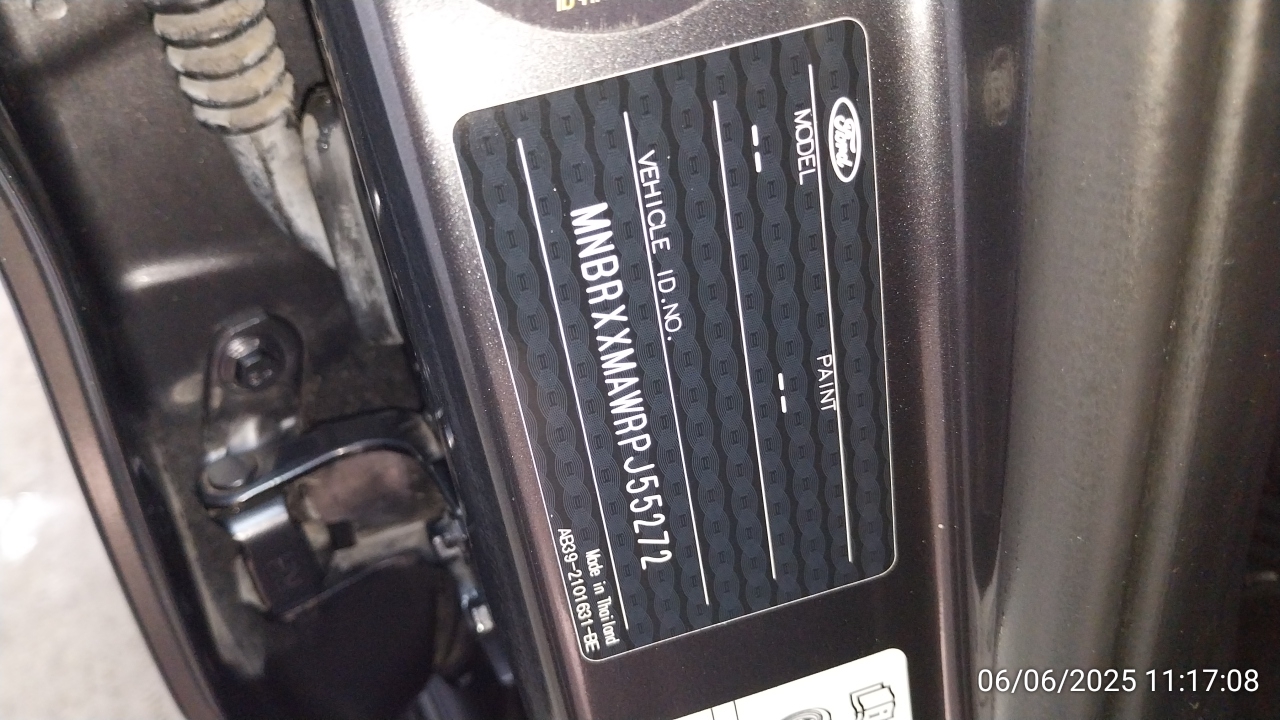 Ford
MODEL PAINT
-- --
VEHICLE ID.NO.
MNBRXXMAWRPJ55272
Made in Thailand
AB39-2101631-BE
06/06/2025 11:17:08